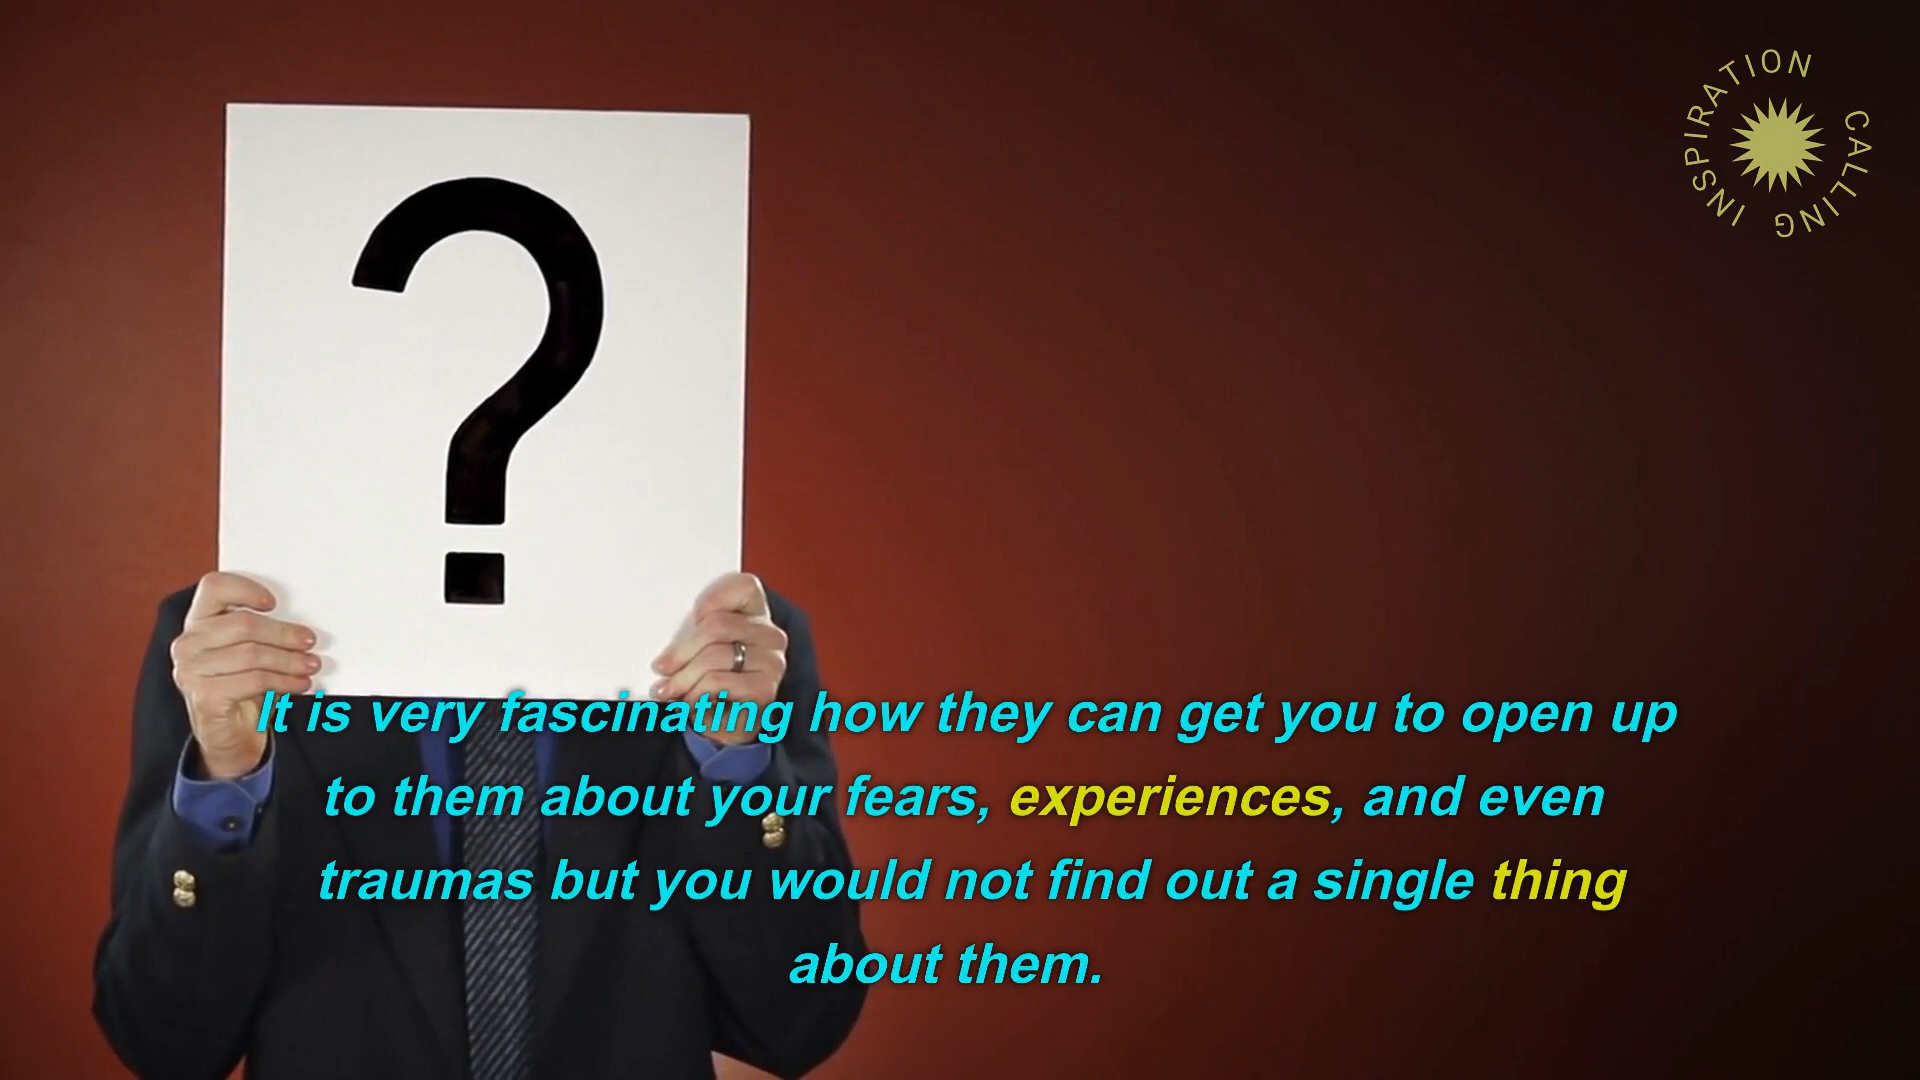 INSPIRATION CALLING
?
It is very fascinating how they can get you to open up
to them about your fears, experiences, and even
traumas but you would not find out a single thing
about them.